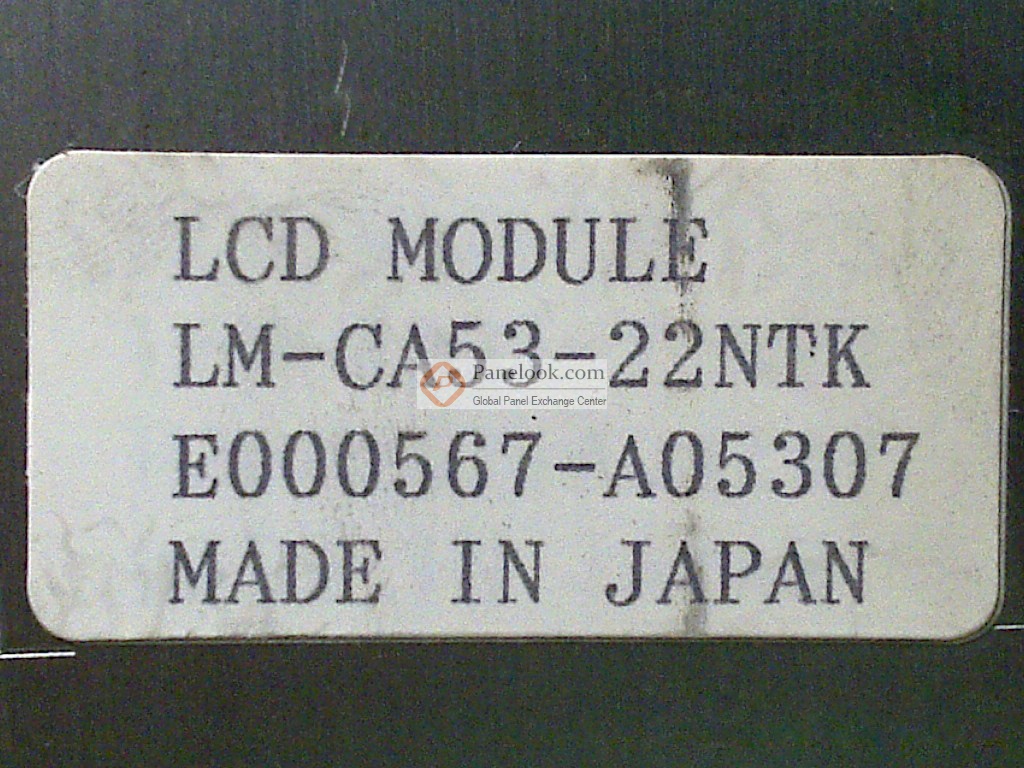 LCD MODULE
LM-CA53-22NTK
Panelook.com
Global Panel Exchange Center
E000567-A05307
MADE IN JAPAN